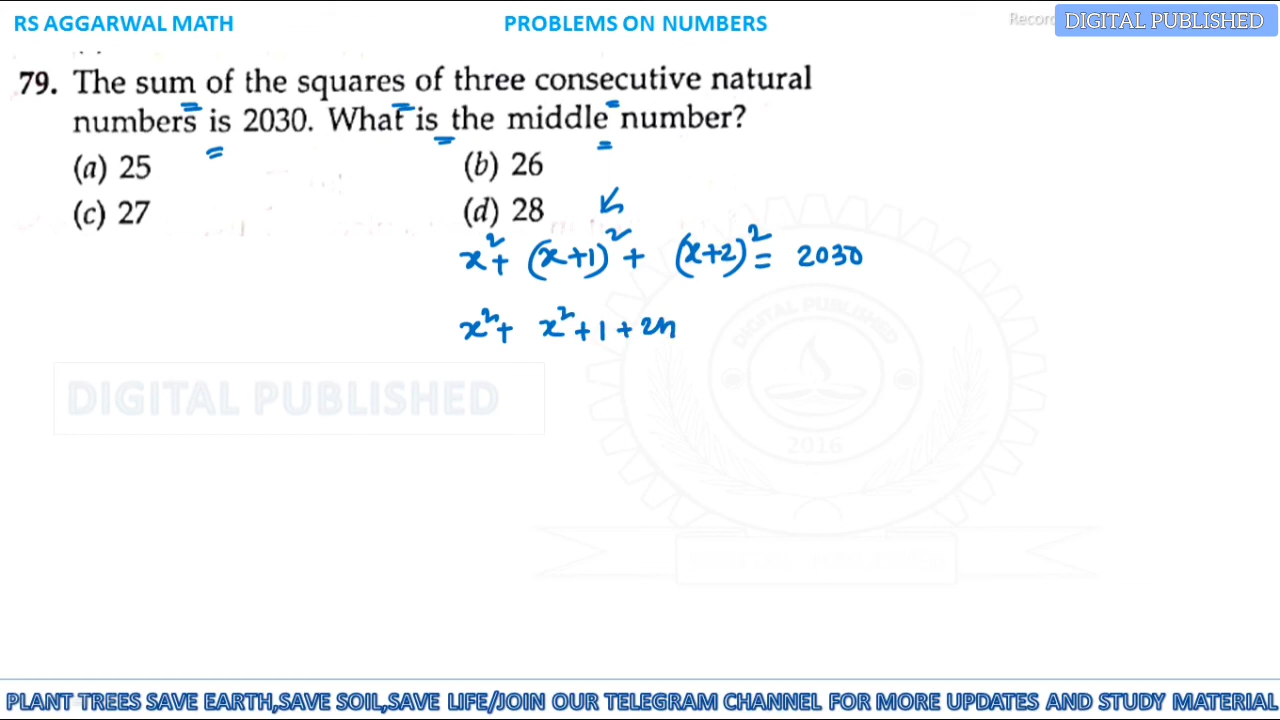 RS AGGARWAL MATH PROBLEMS ON NUMBERS DIGITAL PUBLISHED
79. The sum of the squares of three consecutive natural
numbers is 2030. What is the middle number?
(a) 25 (b) 26
(c) 27 (d) 28
x² + (x+1)² + (x+2)² = 2030
x² + x² + 1 + 2x
DIGITAL PUBLISHED
DIGITAL PUBLISHED
2016
PLANT TREES SAVE EARTH,SAVE SOIL,SAVE LIFE/JOIN OUR TELEGRAM CHANNEL FOR MORE UPDATES AND STUDY MATERIAL